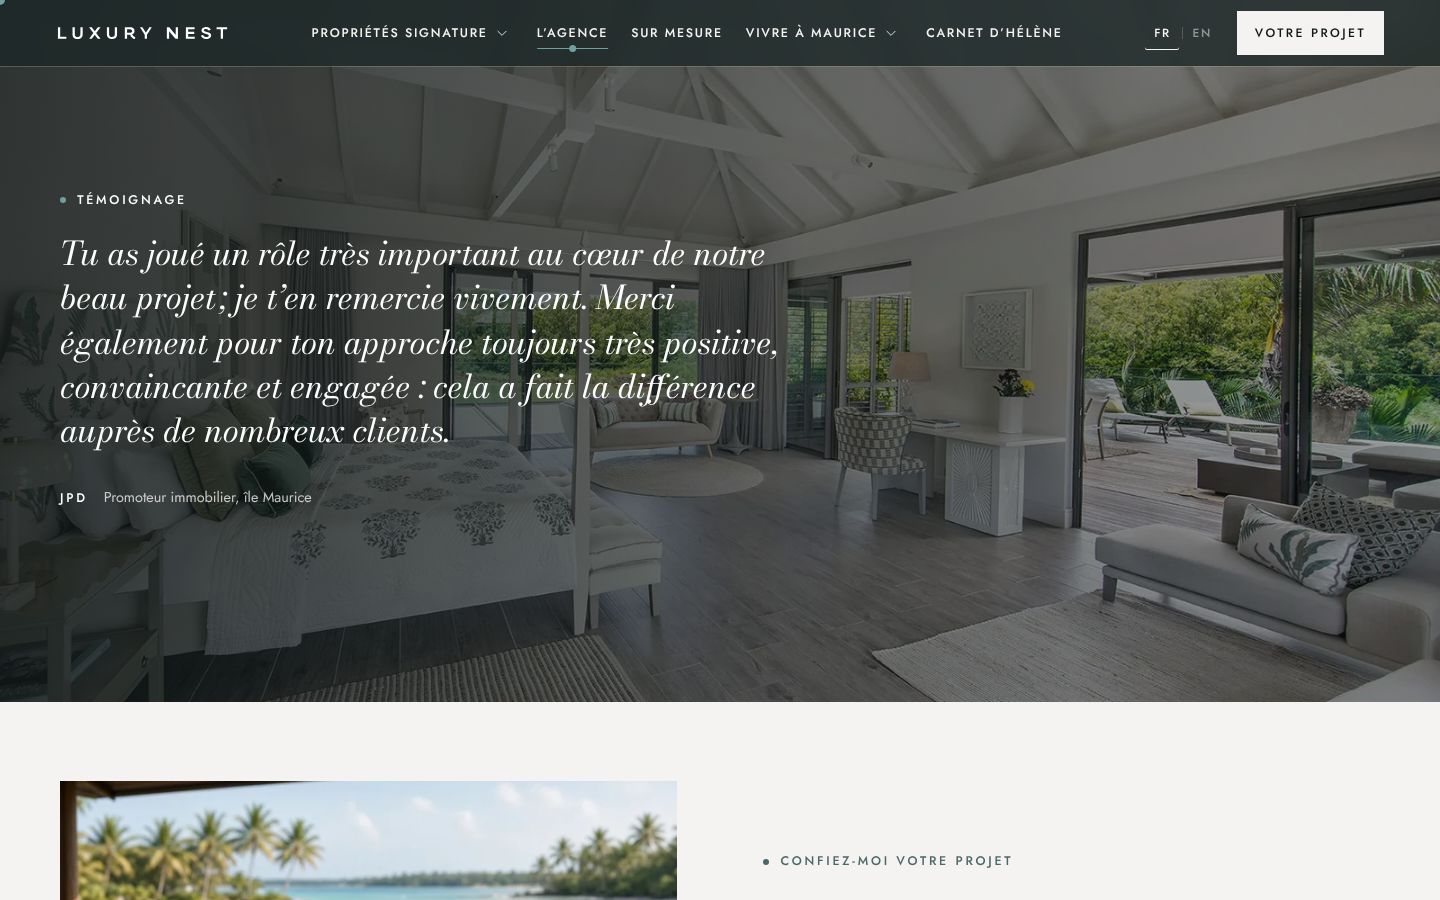 LUXURY NEST
PROPRIÉTÉS SIGNATURE
L’AGENCE
SUR MESURE
VIVRE À MAURICE
CARNET D’HÉLÈNE
FR
EN
VOTRE PROJET
TÉMOIGNAGE
Tu as joué un rôle très important au cœur de notre
beau projet ; je t’en remercie vivement. Merci
également pour ton approche toujours très positive,
convaincante et engagée : cela a fait la différence
auprès de nombreux clients.
JPD Promoteur immobilier, île Maurice
CONFIEZ-MOI VOTRE PROJET